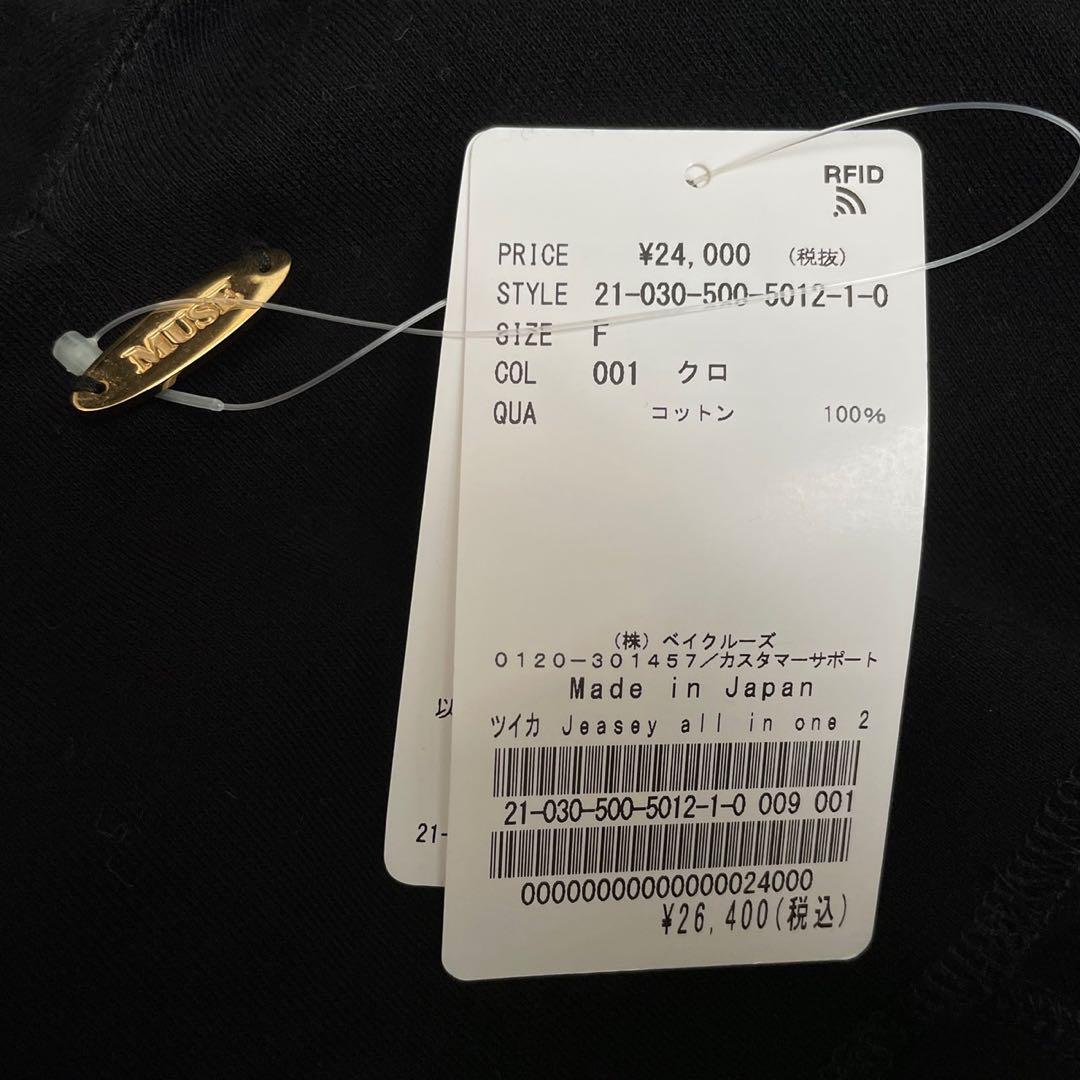 RFID
PRICE ¥24,000 (税抜)
STYLE 21-030-500-5012-1-0
SIZE F
COL 001 クロ
QUA コットン 100%
(株) ベイクルーズ
0120-301457/カスタマーサポート
Made in Japan
ツイカ Jeasey all in one 2
21-030-500-5012-1-0 009 001
00000000000000024000
¥26,400(税込)
MUSE
以
21-